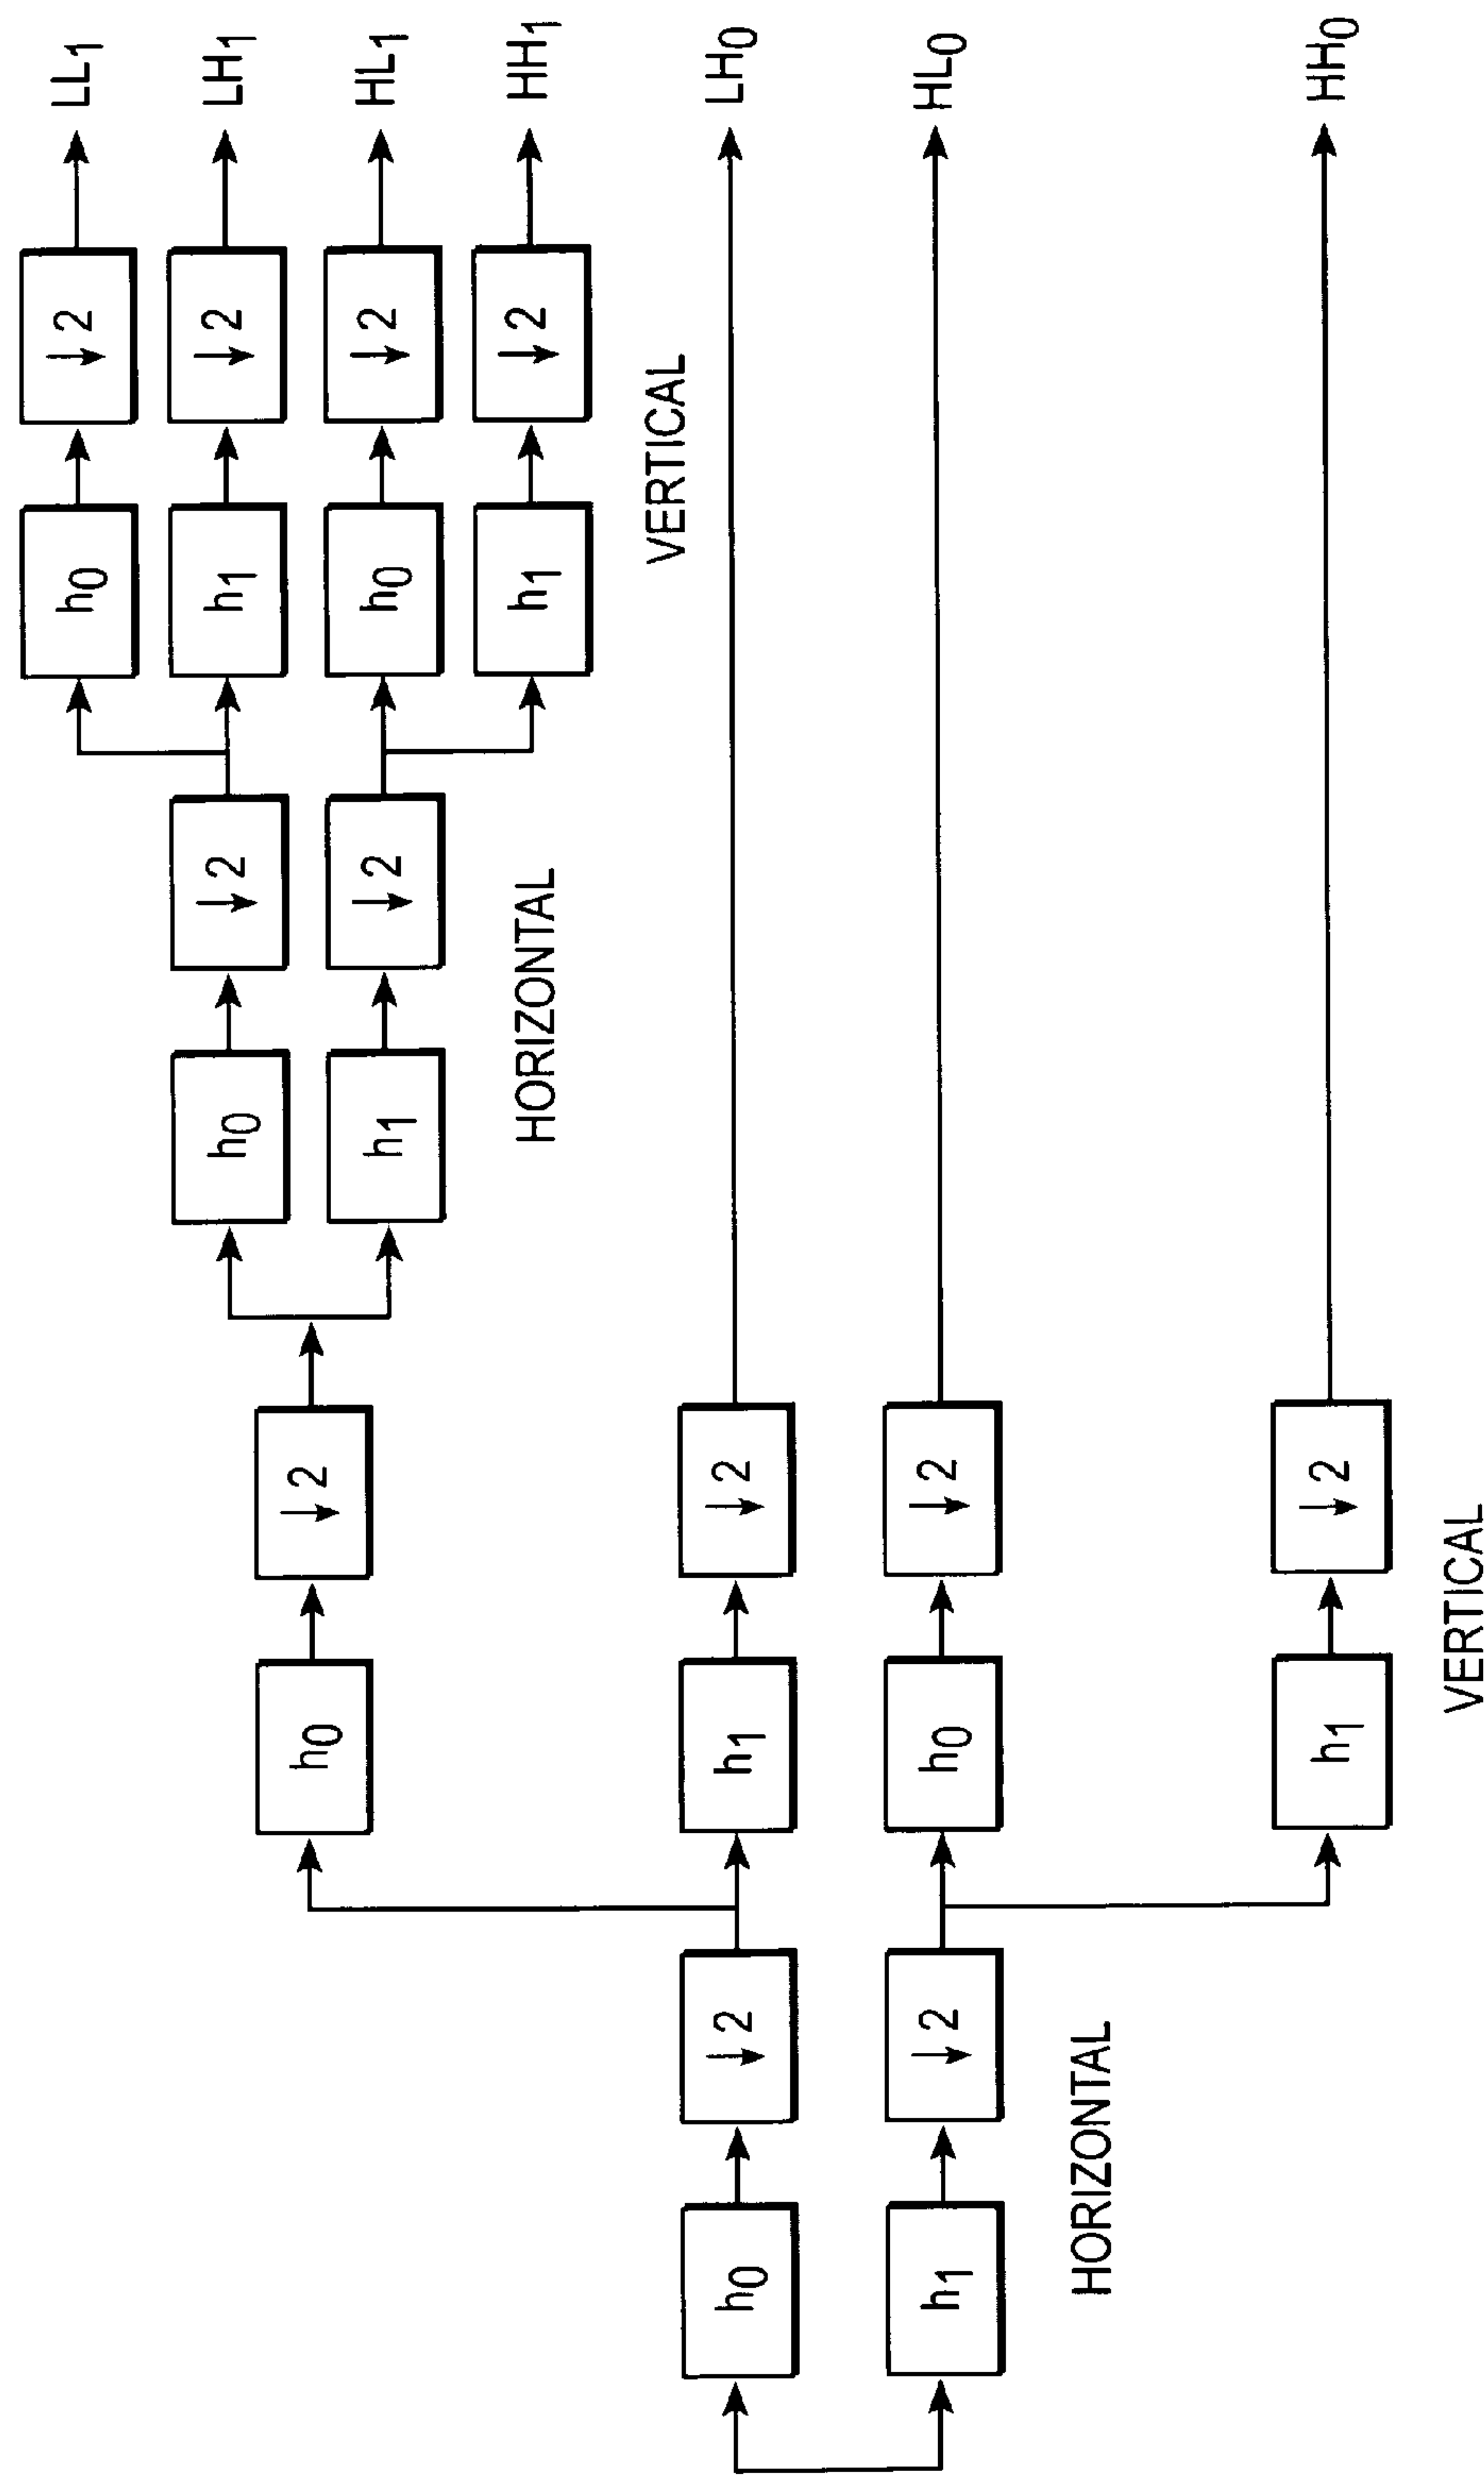 h0 ↓2 LL1
h0 ↓2 h1 ↓2 LH1
h0 ↓2
h1 ↓2 h0 ↓2 HL1
h1 ↓2 HH1
HORIZONTAL
VERTICAL
h0 ↓2 h1 ↓2 LH0
h1 ↓2 h0 ↓2 HL0
HORIZONTAL
h1 ↓2 HH0
VERTICAL